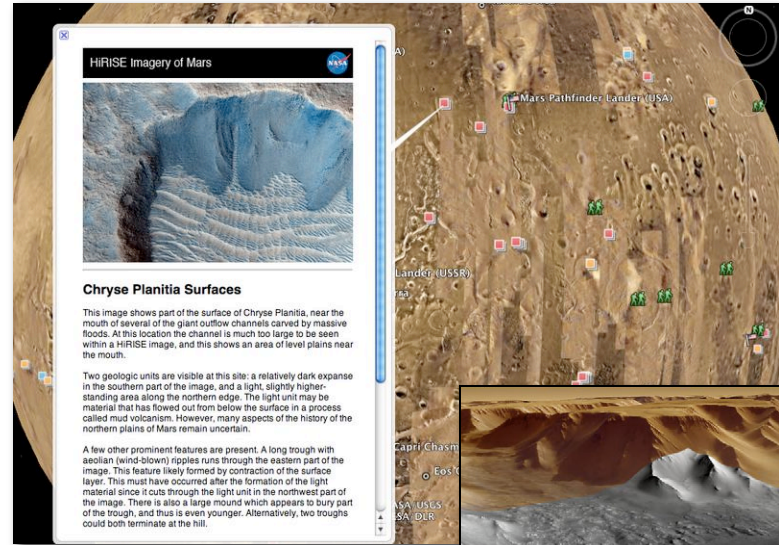 HiRISE Imagery of Mars
NASA
Chryse Planitia Surfaces
This image shows part of the surface of Chryse Planitia, near the
mouth of several of the giant outflow channels carved by massive
floods. At this location the channel is much too large to be seen
within a HiRISE image, and this shows an area of level plains near
the mouth.
Two geologic units are visible at this site: a relatively dark expanse
in the southern part of the image, and a light, slightly higher-
standing area along the northern edge. The light unit may be
material that has flowed out from below the surface in a process
called mud volcanism. However, many aspects of the history of the
northern plains of Mars remain uncertain.
A few other prominent features are present. A long trough with
aeolian (wind-blown) ripples runs through the eastern part of the
image. This feature likely formed by contraction of the surface
layer. This must have occurred after the formation of the light
material since it cuts through the light unit in the northwest part of
the image. There is also a large mound which appears to bury part
of the trough, and thus is even younger. Alternatively, two troughs
could both terminate at the hill.
N
A)
Mars Pathfinder Lander (USA)
Lander (USSR)
rra
Capri Chasm
Eos C
ASA/USGS
SA/DLR